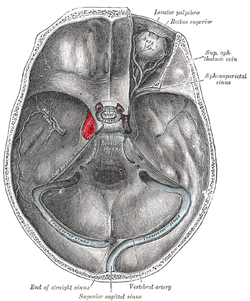 Levator palpebræ
Rectus superior
Sup. oph-
thalmic vein
Sphenoparietal
sinus
End of straight sinus
Vertebral artery
Superior sagittal sinus